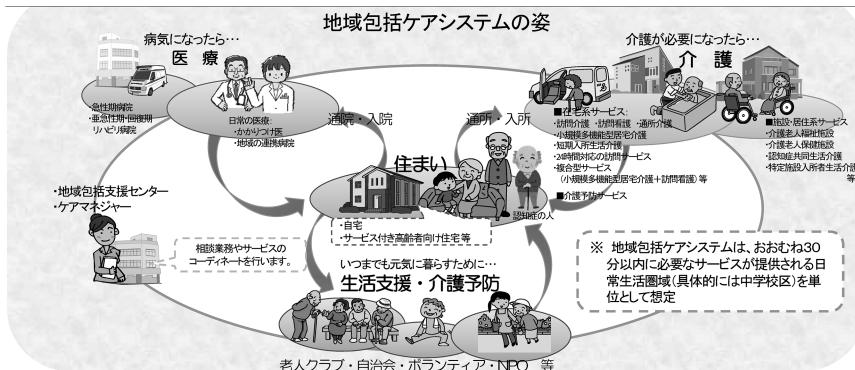 地域包括ケアシステムの姿
病気になったら…
医 療
介護が必要になったら…
介 護
・急性期病院
・亜急性期・回復期
リハビリ病院
日常の医療:
・かかりつけ医
・地域の連携病院
通院・入院
通所・入所
■在宅系サービス:
・訪問介護 ・訪問看護 ・通所介護
・小規模多機能型居宅介護
・短期入所生活介護
・24時間対応の訪問サービス
・複合型サービス
(小規模多機能型居宅介護+訪問看護)等
■介護予防サービス
■施設・居住系サービス
・介護老人福祉施設
・介護老人保健施設
・認知症共同生活介護
・特定施設入所者生活介護
等
住まい
認知症の人
・自宅
・サービス付き高齢者向け住宅 等
・地域包括支援センター
・ケアマネジャー
相談業務やサービスの
コーディネートを行います。
いつまでも元気に暮らすために…
生活支援・介護予防
老人クラブ・自治会・ボランティア・NPO 等
※ 地域包括ケアシステムは、おおむね30
分以内に必要なサービスが提供される日
常生活圏域(具体的には中学校区)を単
位として想定